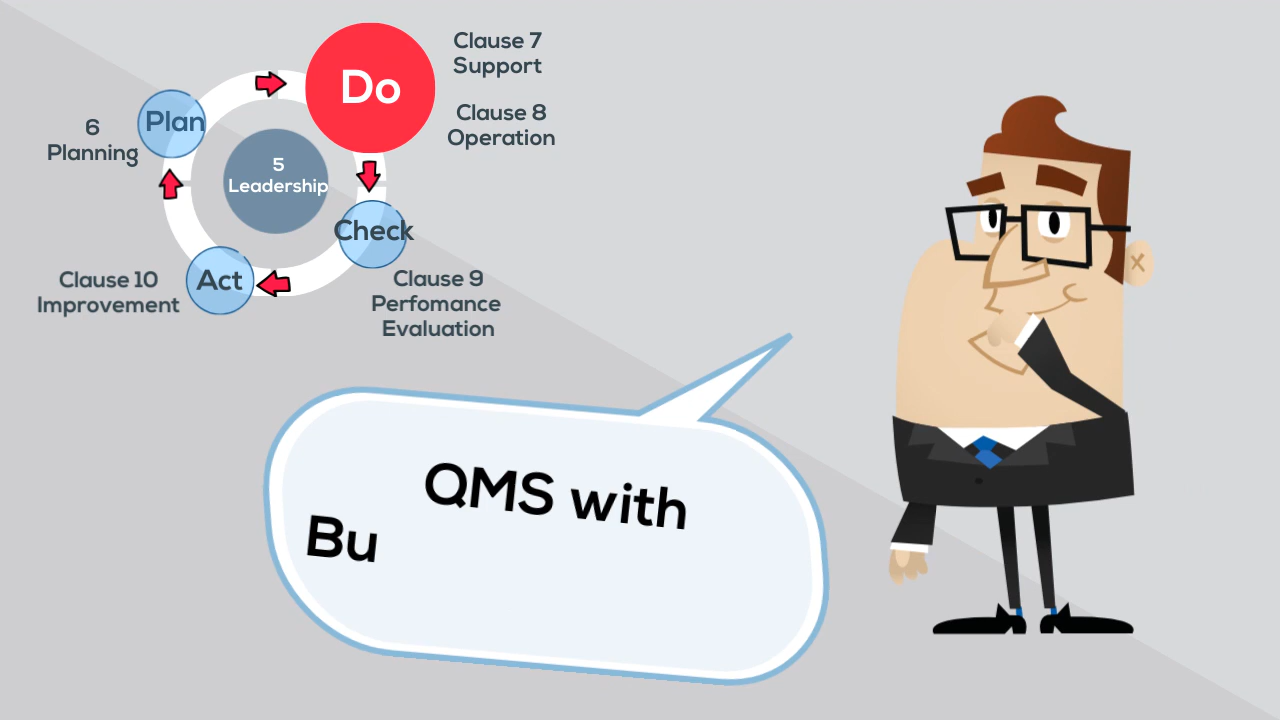 Do
Clause 7
Support
Clause 8
Operation
Plan
6
Planning
5
Leadership
Check
Clause 9
Perfomance
Evaluation
Act
Clause 10
Improvement
QMS with
Bu